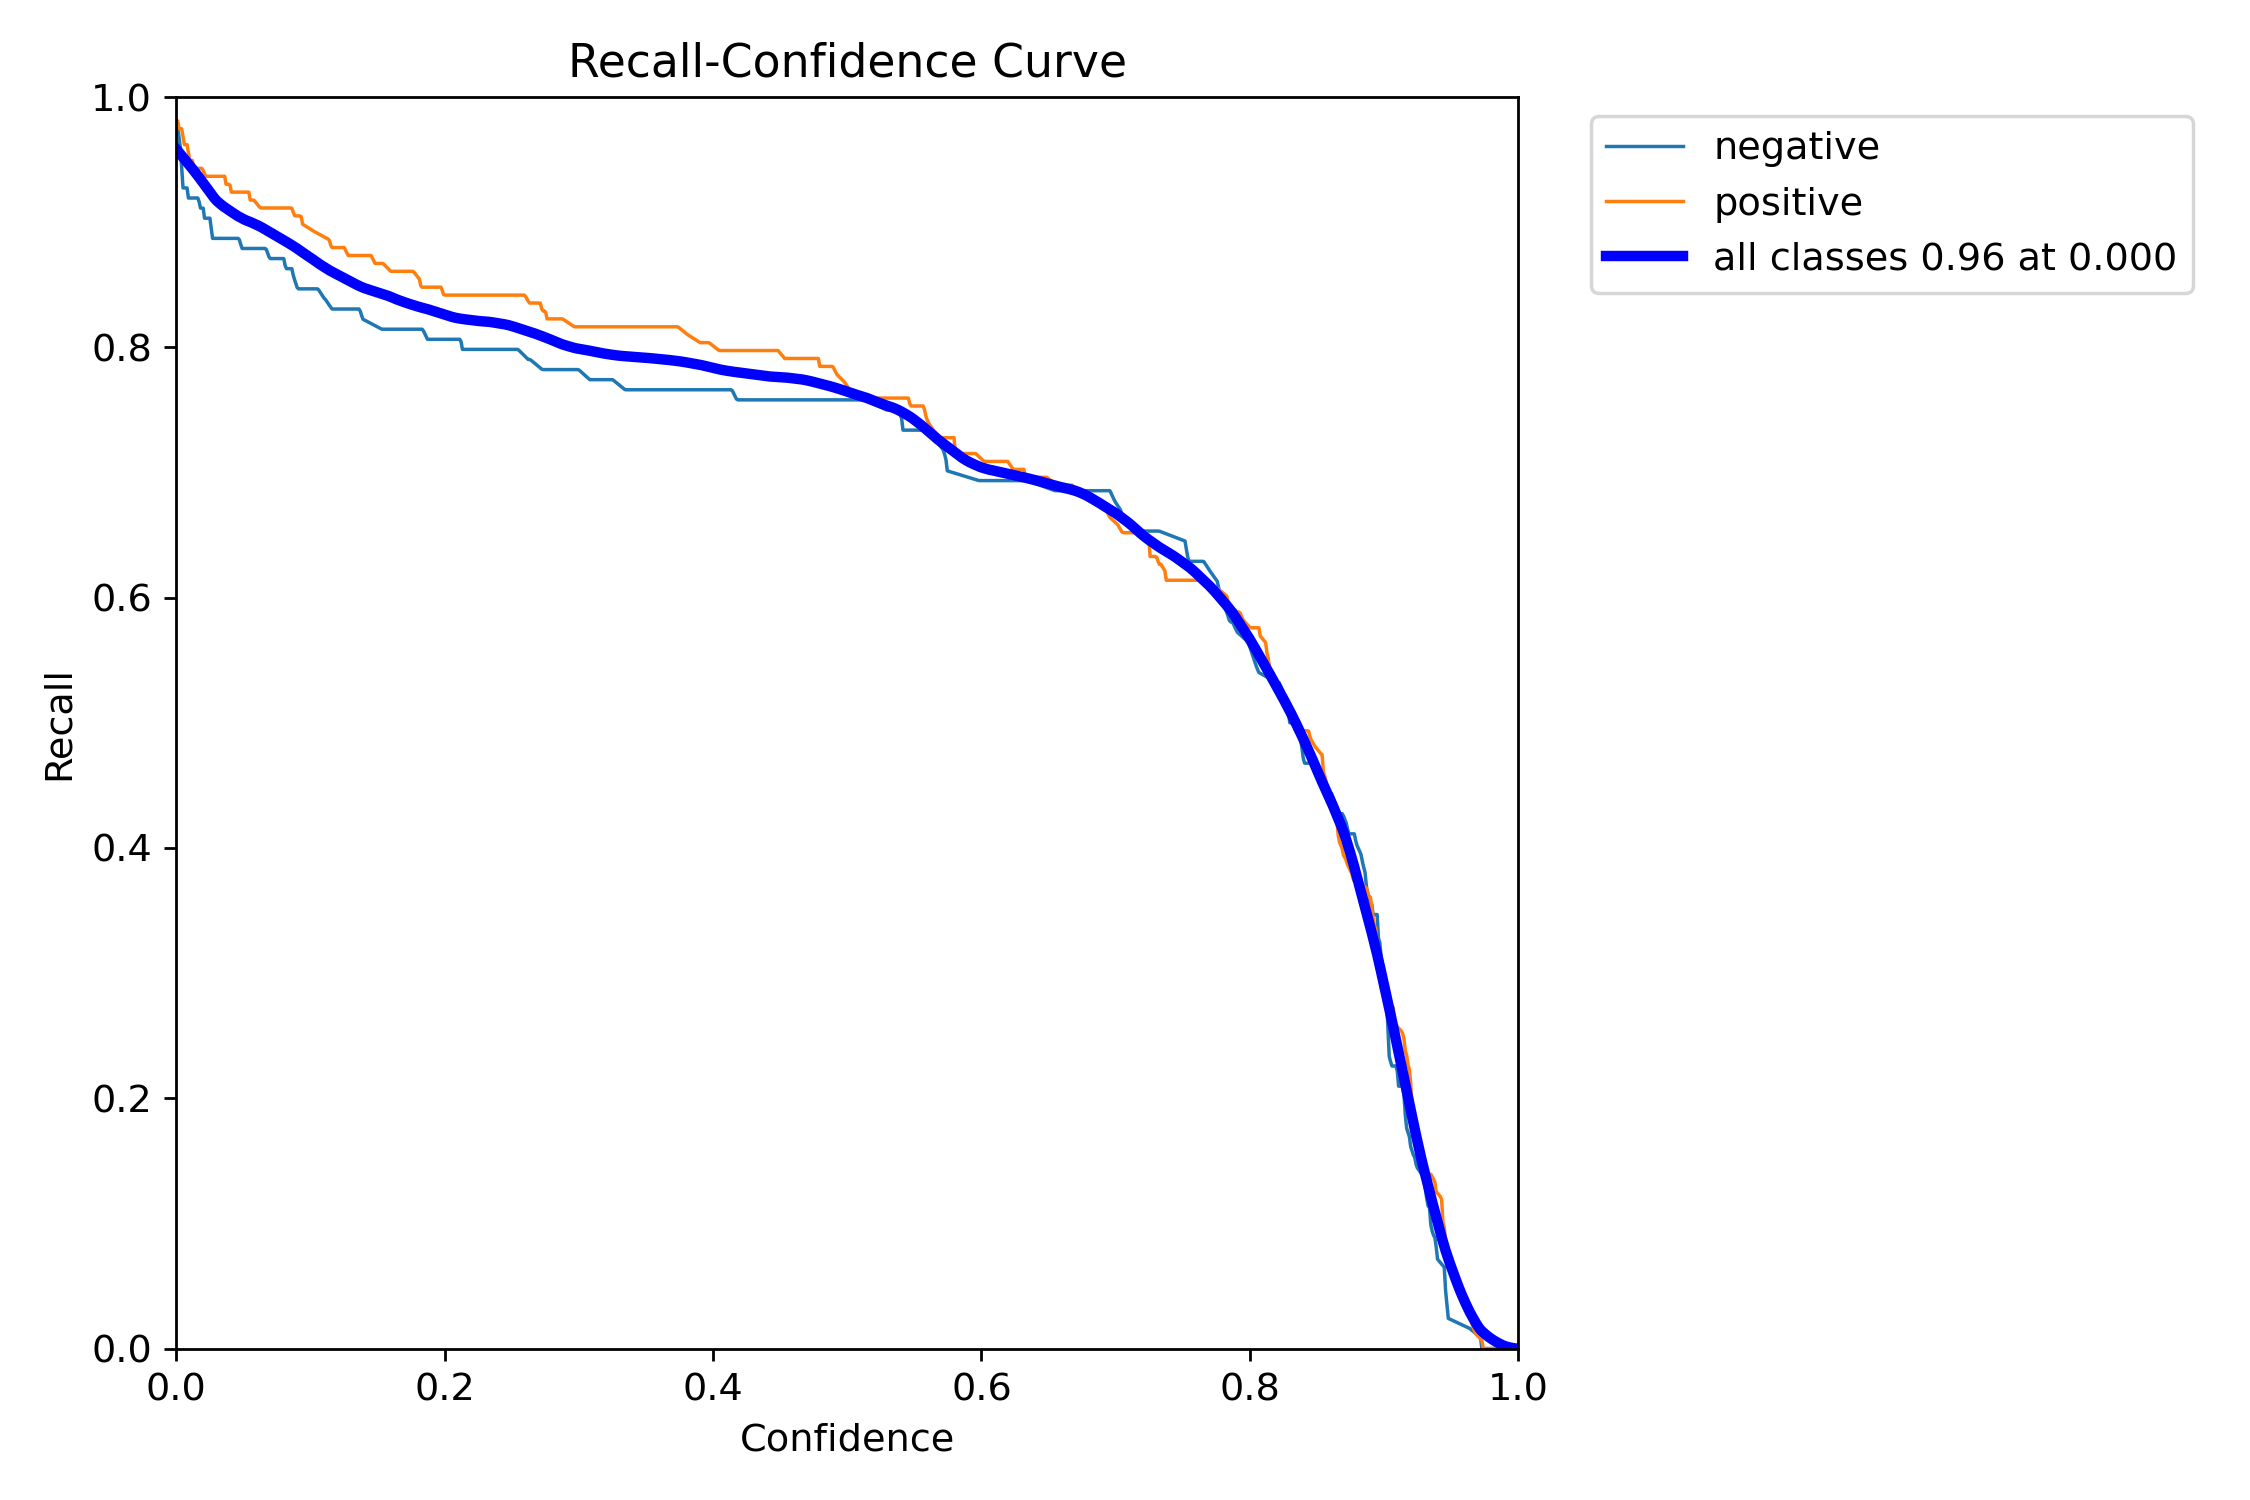 Recall-Confidence Curve
1.0
0.8
0.6
0.4
0.2
0.0
Recall
0.0 0.2 0.4 0.6 0.8 1.0
Confidence
negative
positive
all classes 0.96 at 0.000